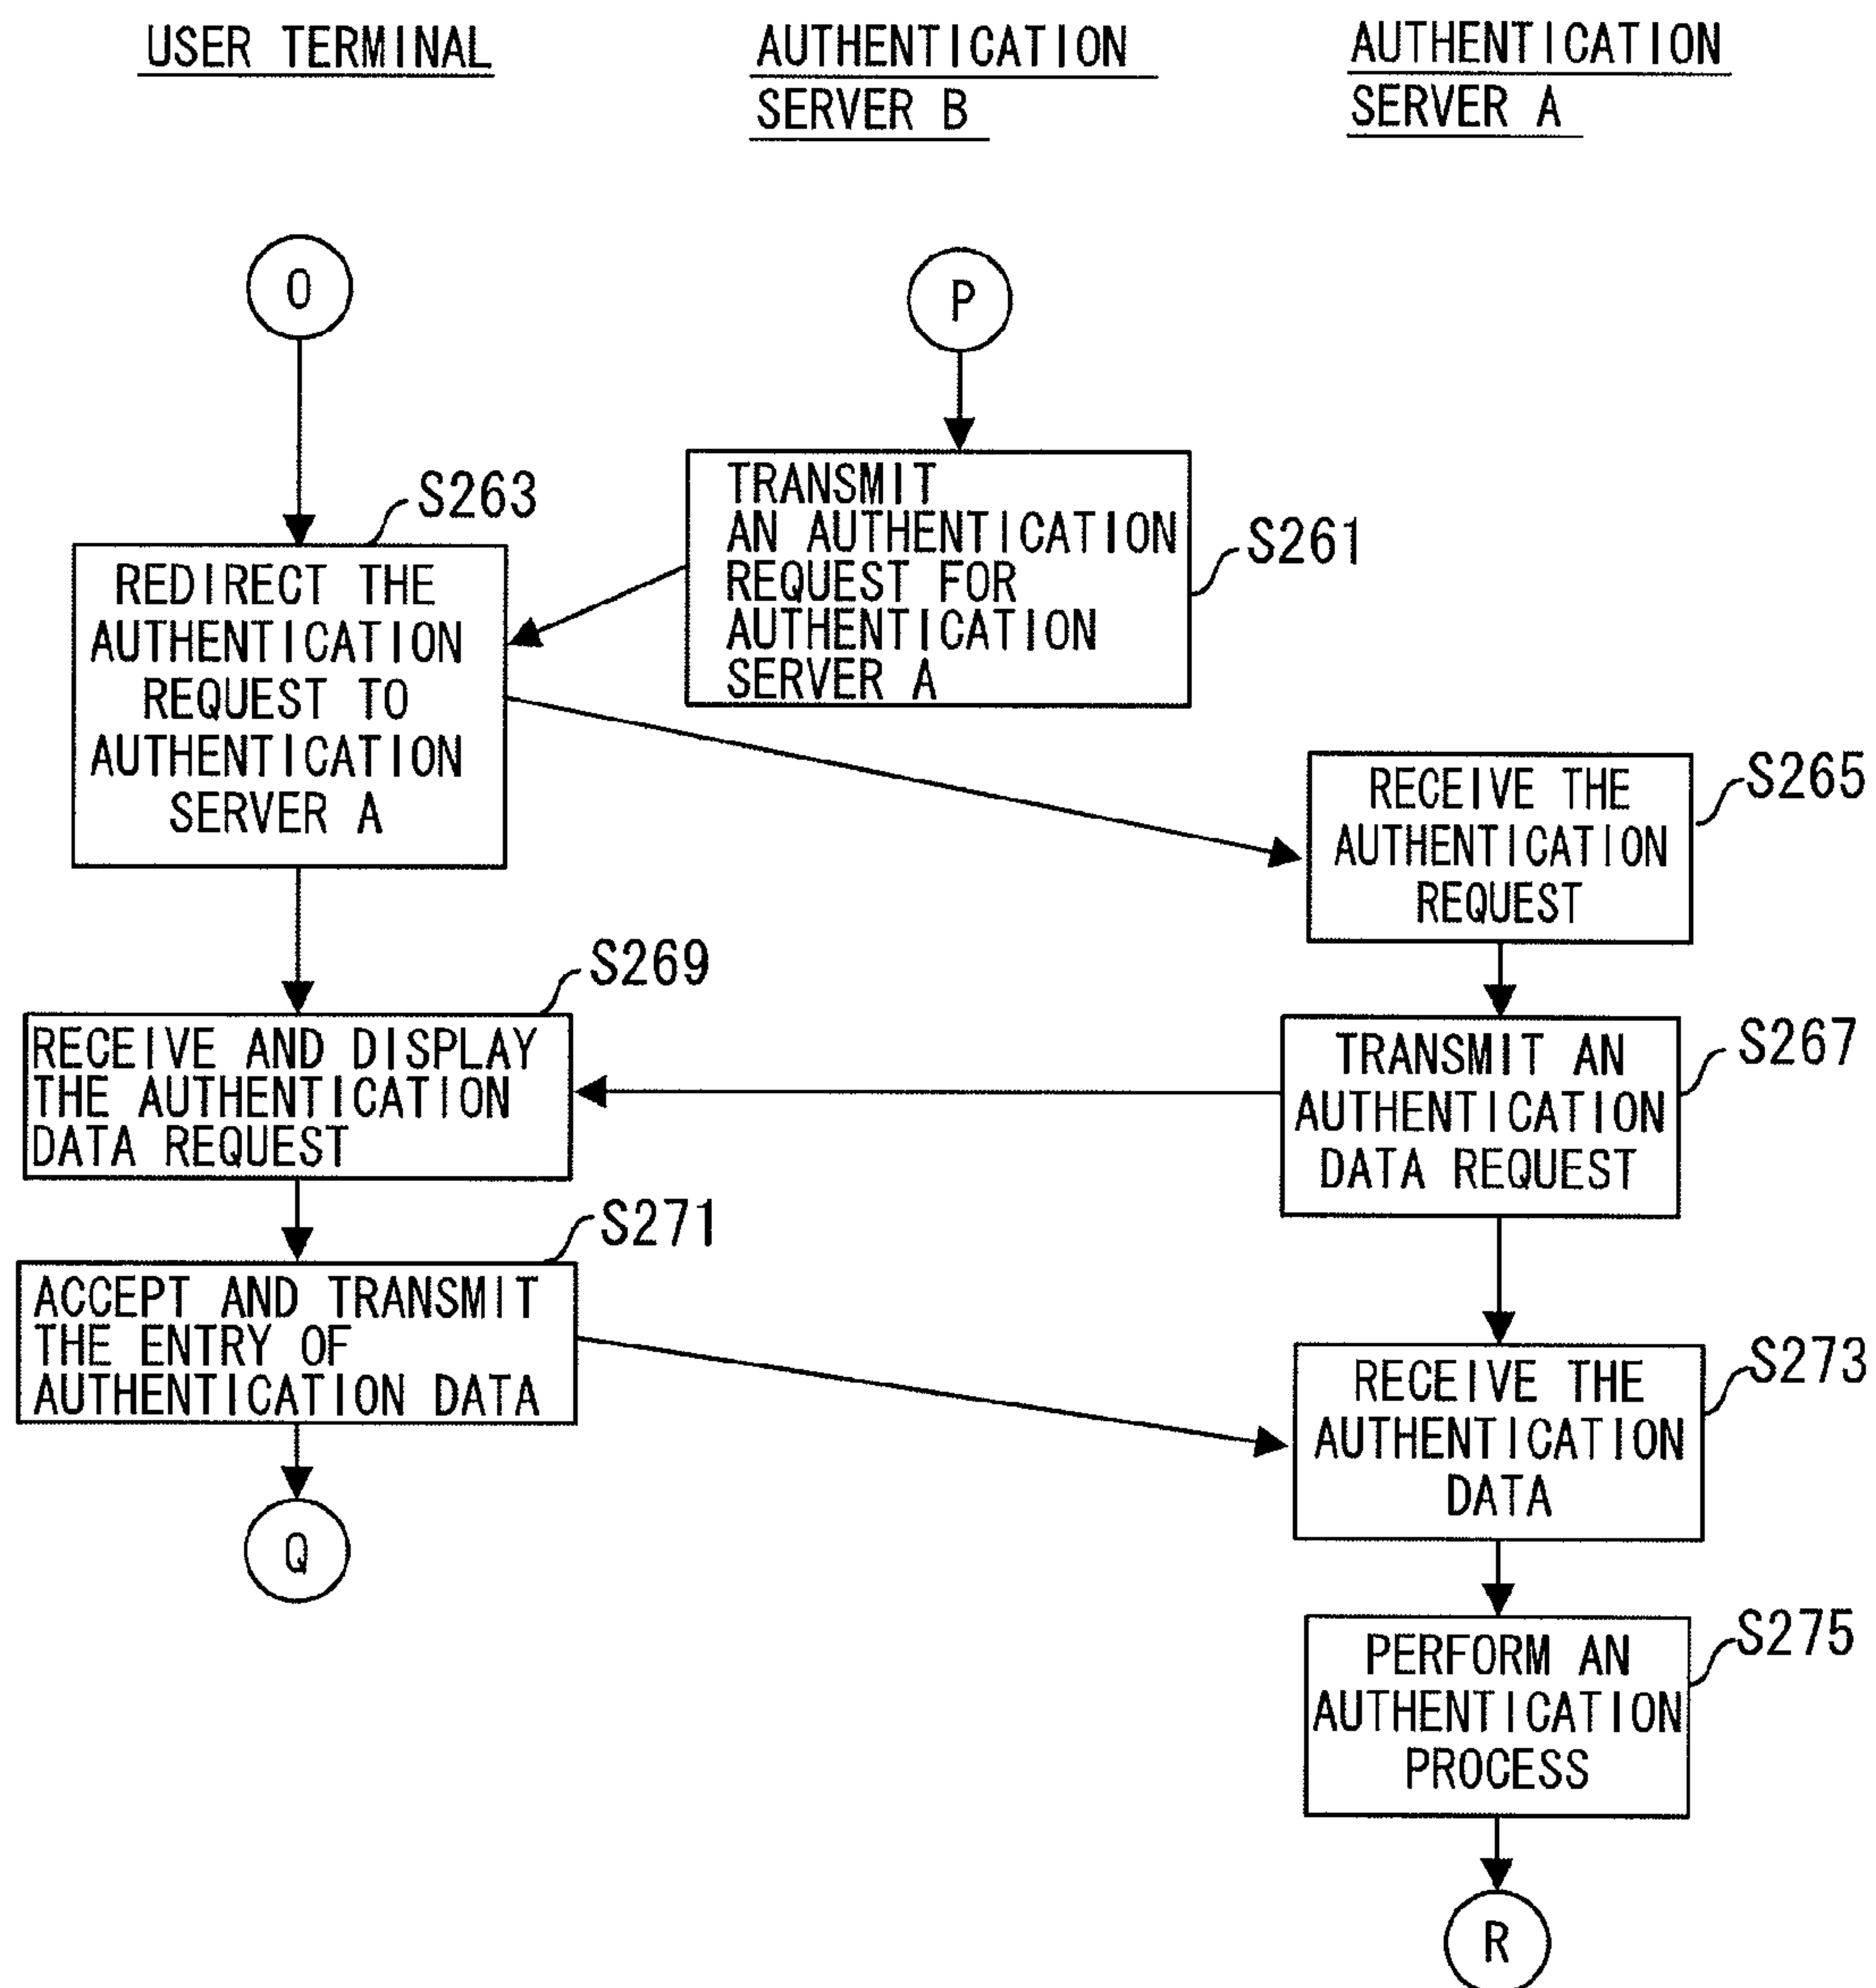 USER TERMINAL
AUTHENTICATION
SERVER B
AUTHENTICATION
SERVER A
O
P
S263
REDIRECT THE
AUTHENTICATION
REQUEST TO
AUTHENTICATION
SERVER A
TRANSMIT
AN AUTHENTICATION
REQUEST FOR
AUTHENTICATION
SERVER A
S261
RECEIVE THE
AUTHENTICATION
REQUEST
S265
S269
RECEIVE AND DISPLAY
THE AUTHENTICATION
DATA REQUEST
TRANSMIT AN
AUTHENTICATION
DATA REQUEST
S267
S271
ACCEPT AND TRANSMIT
THE ENTRY OF
AUTHENTICATION DATA
RECEIVE THE
AUTHENTICATION
DATA
S273
Q
PERFORM AN
AUTHENTICATION
PROCESS
S275
R